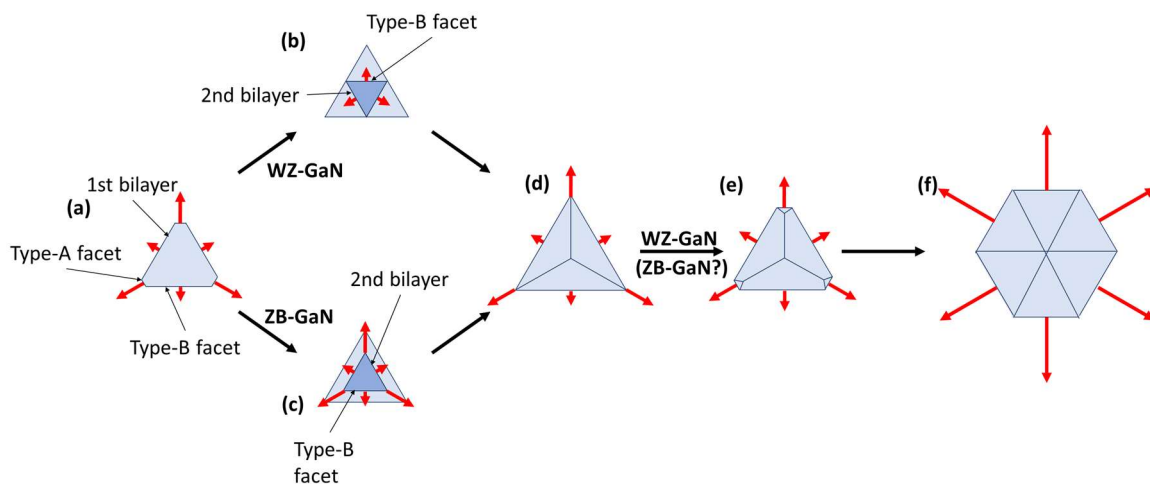 Type-B facet
(b)
2nd bilayer
WZ-GaN
1st bilayer
(a)
Type-A facet
Type-B facet
ZB-GaN
2nd bilayer
(c)
Type-B
facet
(d)
WZ-GaN
(ZB-GaN?)
(e)
(f)